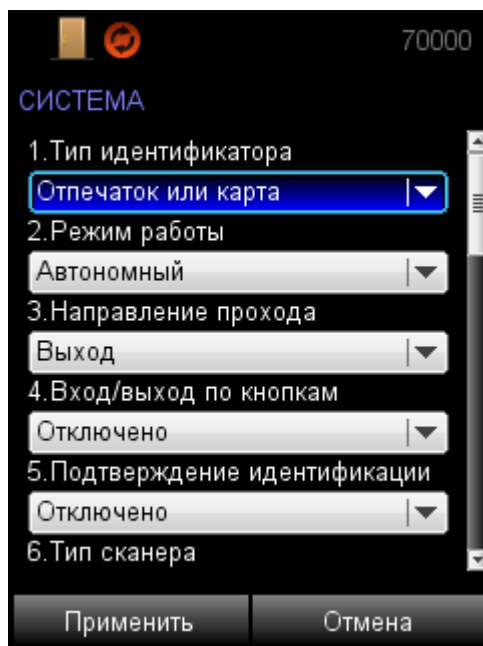 70000
СИСТЕМА
1.Тип идентификатора
Отпечаток или карта
2.Режим работы
Автономный
3.Направление прохода
Выход
4.Вход/выход по кнопкам
Отключено
5.Подтверждение идентификации
Отключено
6.Тип сканера
Применить Отмена